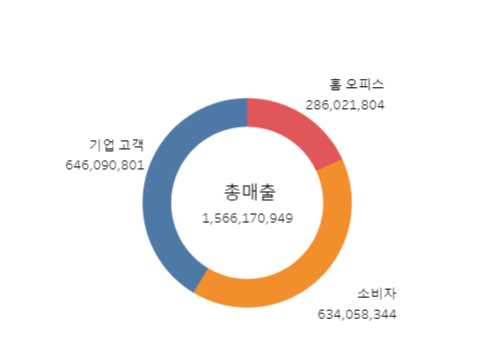 홈 오피스
286,021,804
기업 고객
646,090,801
총매출
1,566,170,949
소비자
634,058,344